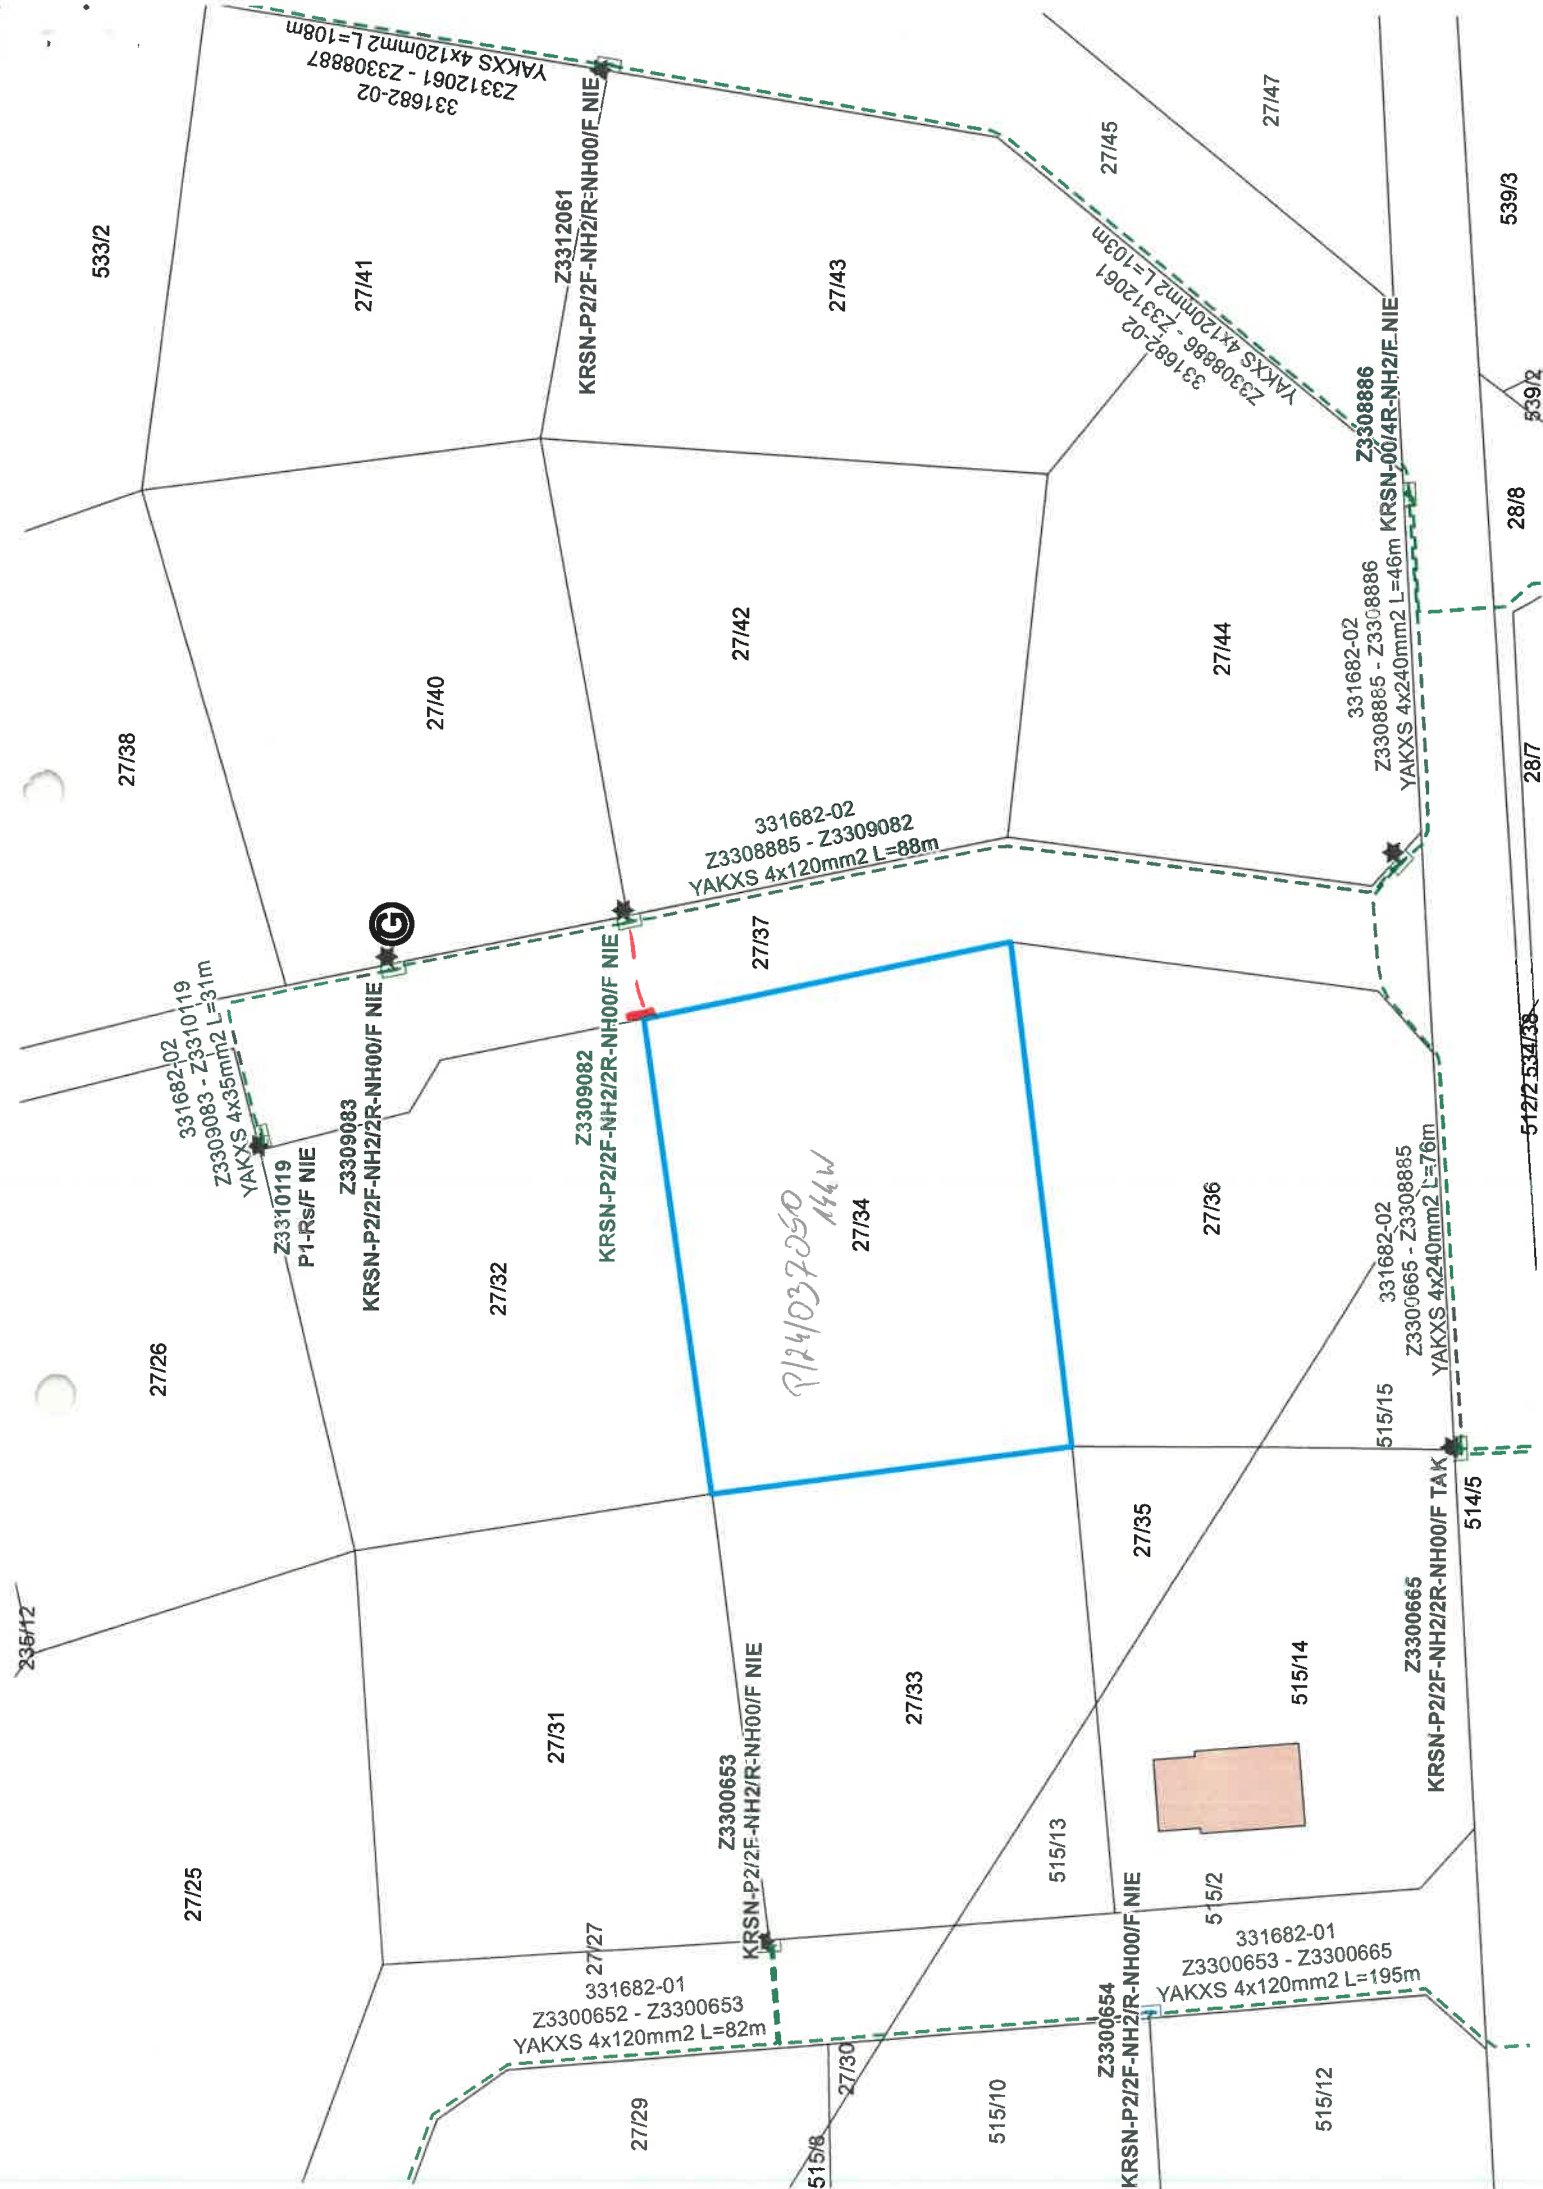 331682-02
Z3312061 - Z3308887
YAKXS 4x120mm2 L=108m
533/2
27/41
Z3312061
KRSN-P2/2F-NH2/R-NH00/F NIE
27/43
27/45
27/47
539/3
331682-02
Z3308886 - Z3312061
YAKXS 4x120mm2 L=103m
Z3308886
KRSN-00/4R-NH2/F NIE
539/2
28/8
27/38
27/40
27/42
27/44
331682-02
Z3308885 - Z3308886
YAKXS 4x240mm2 L=46m
28/7
331682-02
Z3308885 - Z3309082
YAKXS 4x120mm2 L=88m
G
27/37
331682-02
Z3309083 - Z3310119
YAKXS 4x35mm2 L=31m
Z3310119
P1-Rs/F NIE
Z3309083
KRSN-P2/2F-NH2/2R-NH00/F NIE
Z3309082
KRSN-P2/2F-NH2/2R-NH00/F NIE
512/2 534/38
27/26
27/32
P/24/037050
14kW
27/34
27/36
331682-02
Z3300665 - Z3308885
YAKXS 4x240mm2 L=76m
515/15
514/5
235/12
27/31
27/33
27/35
515/14
Z3300665
KRSN-P2/2F-NH2/2R-NH00/F TAK
Z3300653
KRSN-P2/2F-NH2/R-NH00/F NIE
27/25
27/27
515/13
515/2
331682-01
Z3300652 - Z3300653
YAKXS 4x120mm2 L=82m
331682-01
Z3300653 - Z3300665
YAKXS 4x120mm2 L=195m
Z3300654
KRSN-P2/2F-NH2/R-NH00/F NIE
27/29
27/30
515/8
515/10
515/12